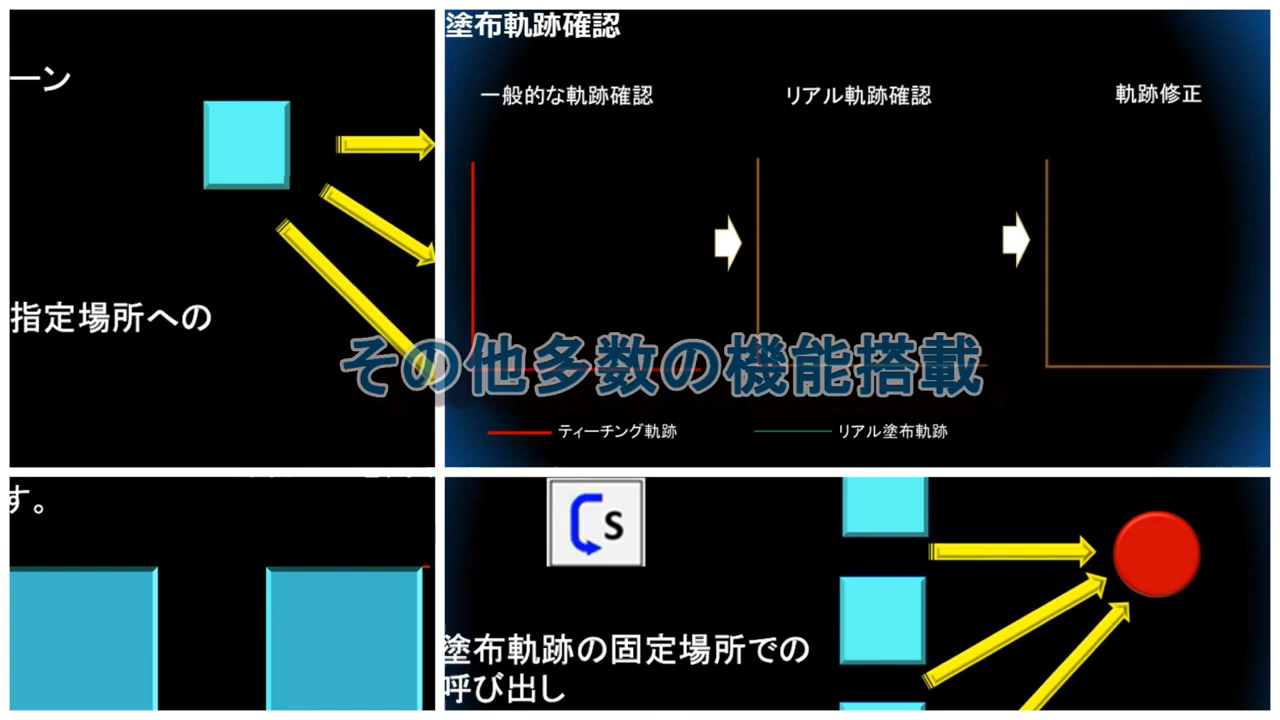 ーン
指定場所への
塗布軌跡確認
一般的な軌跡確認
リアル軌跡確認
軌跡修正
その他多数の機能搭載
ティーチング軌跡
リアル塗布軌跡
す。
S
塗布軌跡の固定場所での
呼び出し